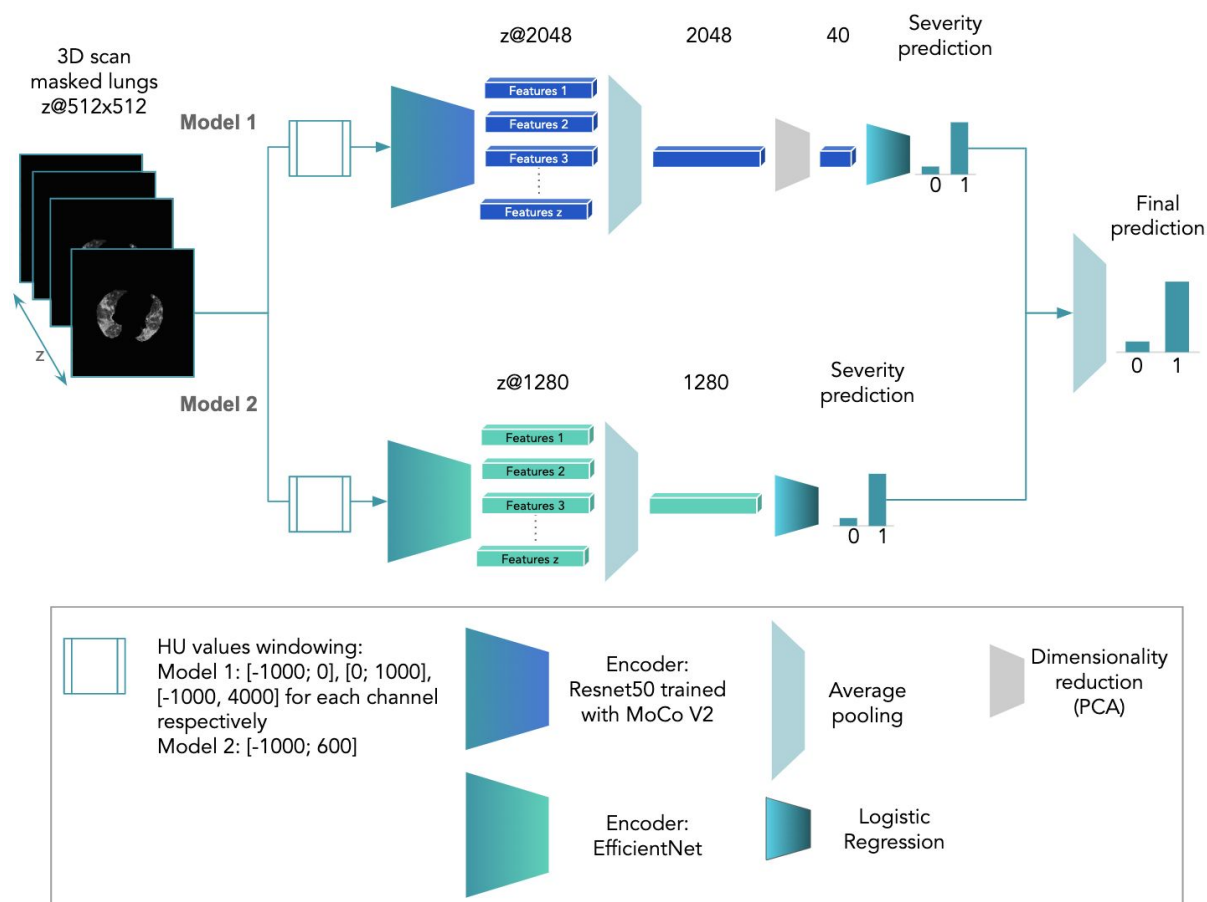 3D scan
masked lungs
z@512x512
z
Model 1
z@2048
2048
40
Severity
prediction
Features 1
Features 2
Features 3
Features z
0 1
Model 2
z@1280
1280
Severity
prediction
Features 1
Features 2
Features 3
Features z
0 1
Final
prediction
0 1
HU values windowing:
Model 1: [-1000; 0], [0; 1000],
[-1000, 4000] for each channel
respectively
Model 2: [-1000; 600]
Encoder:
Resnet50 trained
with MoCo V2
Encoder:
EfficientNet
Average
pooling
Logistic
Regression
Dimensionality
reduction
(PCA)